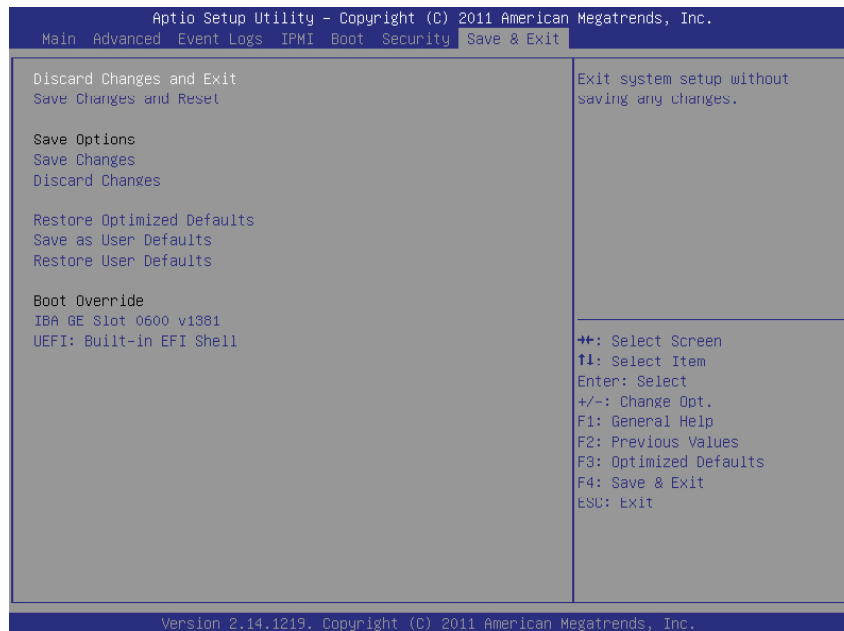 Aptio Setup Utility – Copyright (C) 2011 American Megatrends, Inc.
Main Advanced Event Logs IPMI Boot Security Save & Exit
Discard Changes and Exit
Save Changes and Reset
Save Options
Save Changes
Discard Changes
Restore Optimized Defaults
Save as User Defaults
Restore User Defaults
Boot Override
IBA GE Slot 0600 v1381
UEFI: Built-in EFI Shell
Exit system setup without
saving any changes.
→←: Select Screen
↑↓: Select Item
Enter: Select
+/-: Change Opt.
F1: General Help
F2: Previous Values
F3: Optimized Defaults
F4: Save & Exit
ESC: Exit
Version 2.14.1219. Copyright (C) 2011 American Megatrends, Inc.